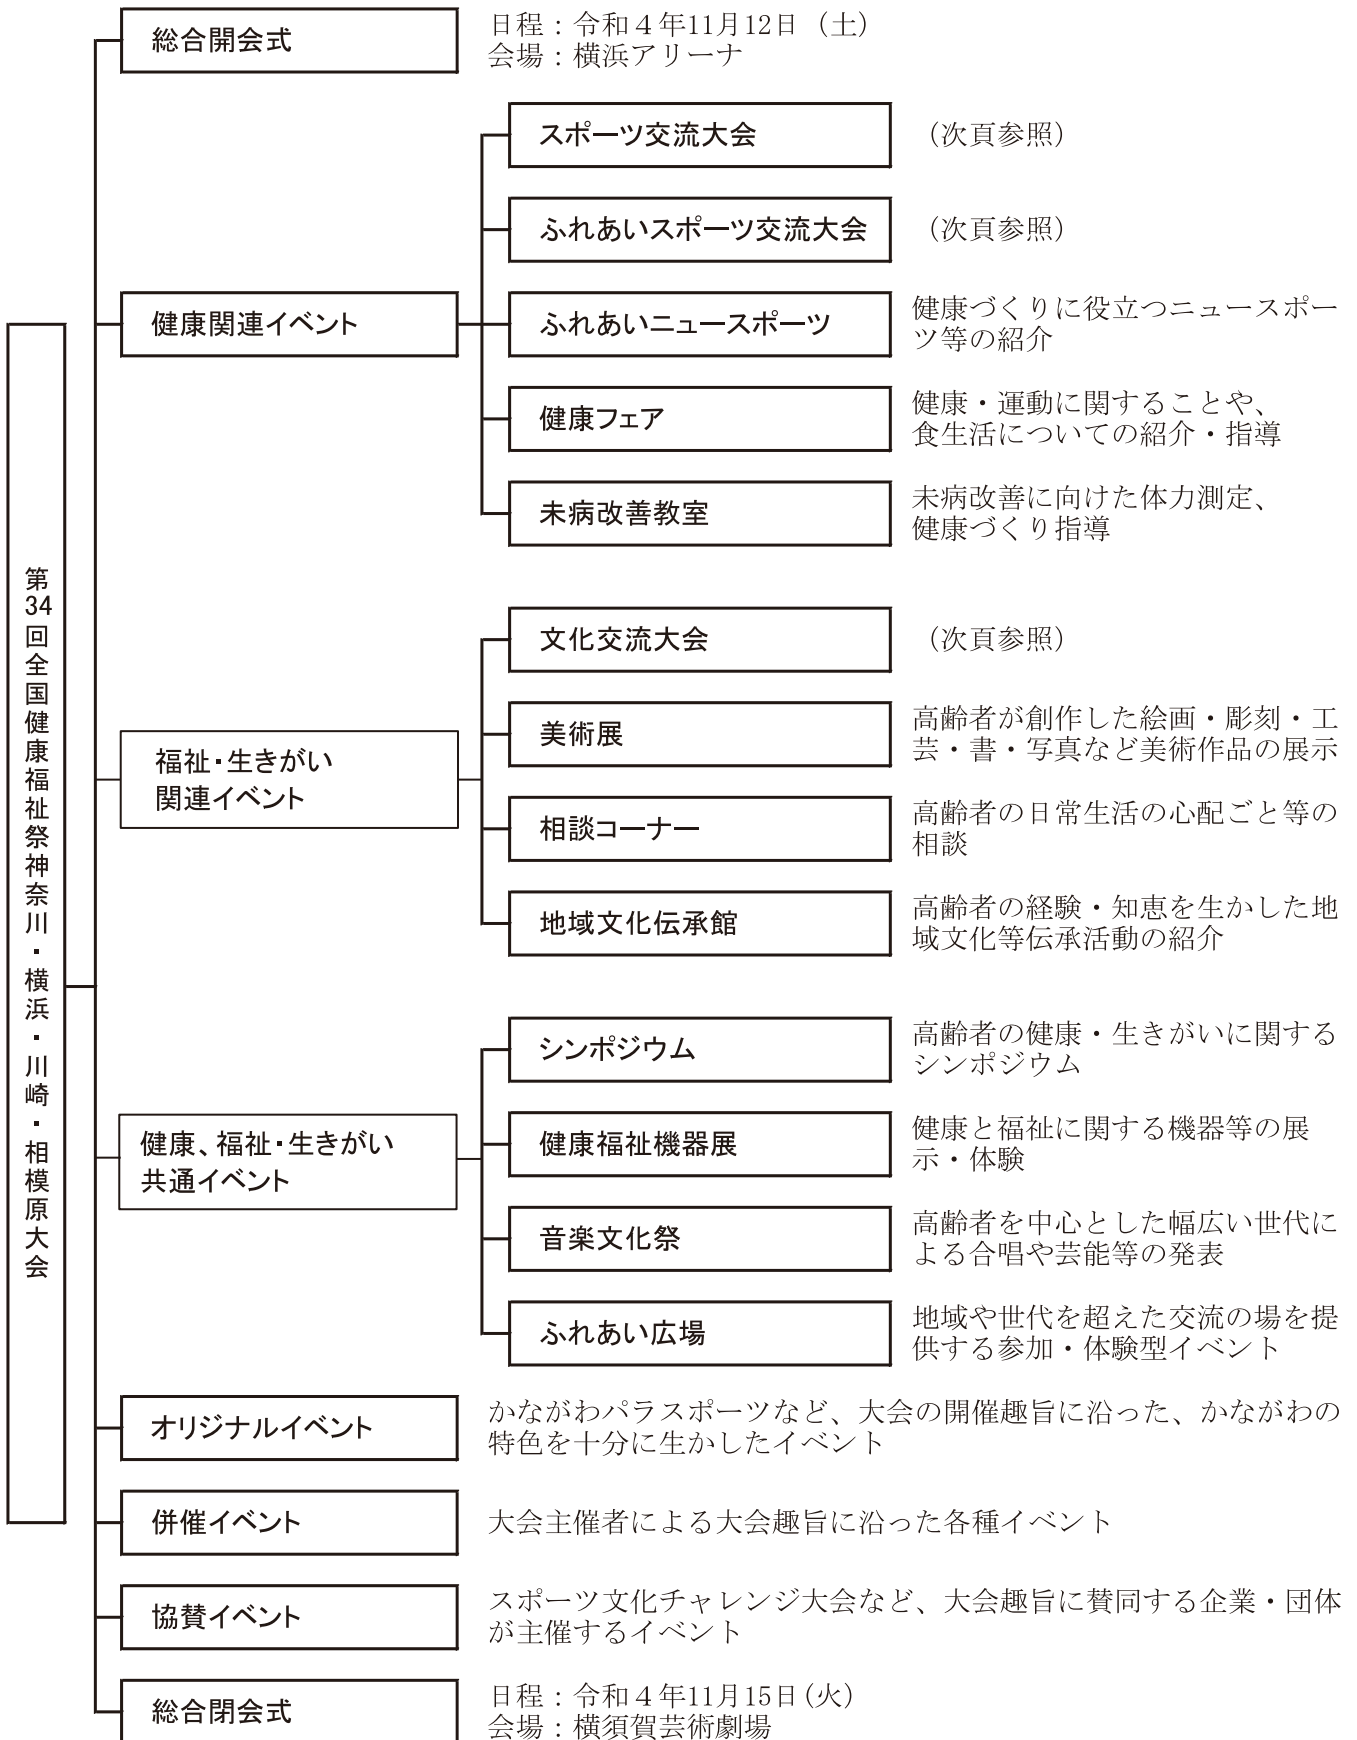 第34回全国健康福祉祭神奈川・横浜・川崎・相模原大会
総合開会式
日程：令和４年11月12日（土）
会場：横浜アリーナ
健康関連イベント
スポーツ交流大会
（次頁参照）
ふれあいスポーツ交流大会
（次頁参照）
ふれあいニュースポーツ
健康づくりに役立つニュースポー
ツ等の紹介
健康フェア
健康・運動に関することや、
食生活についての紹介・指導
未病改善教室
未病改善に向けた体力測定、
健康づくり指導
福祉・生きがい
関連イベント
文化交流大会
（次頁参照）
美術展
高齢者が創作した絵画・彫刻・工
芸・書・写真など美術作品の展示
相談コーナー
高齢者の日常生活の心配ごと等の
相談
地域文化伝承館
高齢者の経験・知恵を生かした地
域文化等伝承活動の紹介
健康、福祉・生きがい
共通イベント
シンポジウム
高齢者の健康・生きがいに関する
シンポジウム
健康福祉機器展
健康と福祉に関する機器等の展
示・体験
音楽文化祭
高齢者を中心とした幅広い世代に
よる合唱や芸能等の発表
ふれあい広場
地域や世代を超えた交流の場を提
供する参加・体験型イベント
オリジナルイベント
かながわパラスポーツなど、大会の開催趣旨に沿った、かながわの
特色を十分に生かしたイベント
併催イベント
大会主催者による大会趣旨に沿った各種イベント
協賛イベント
スポーツ文化チャレンジ大会など、大会趣旨に賛同する企業・団体
が主催するイベント
総合閉会式
日程：令和４年11月15日(火)
会場：横須賀芸術劇場